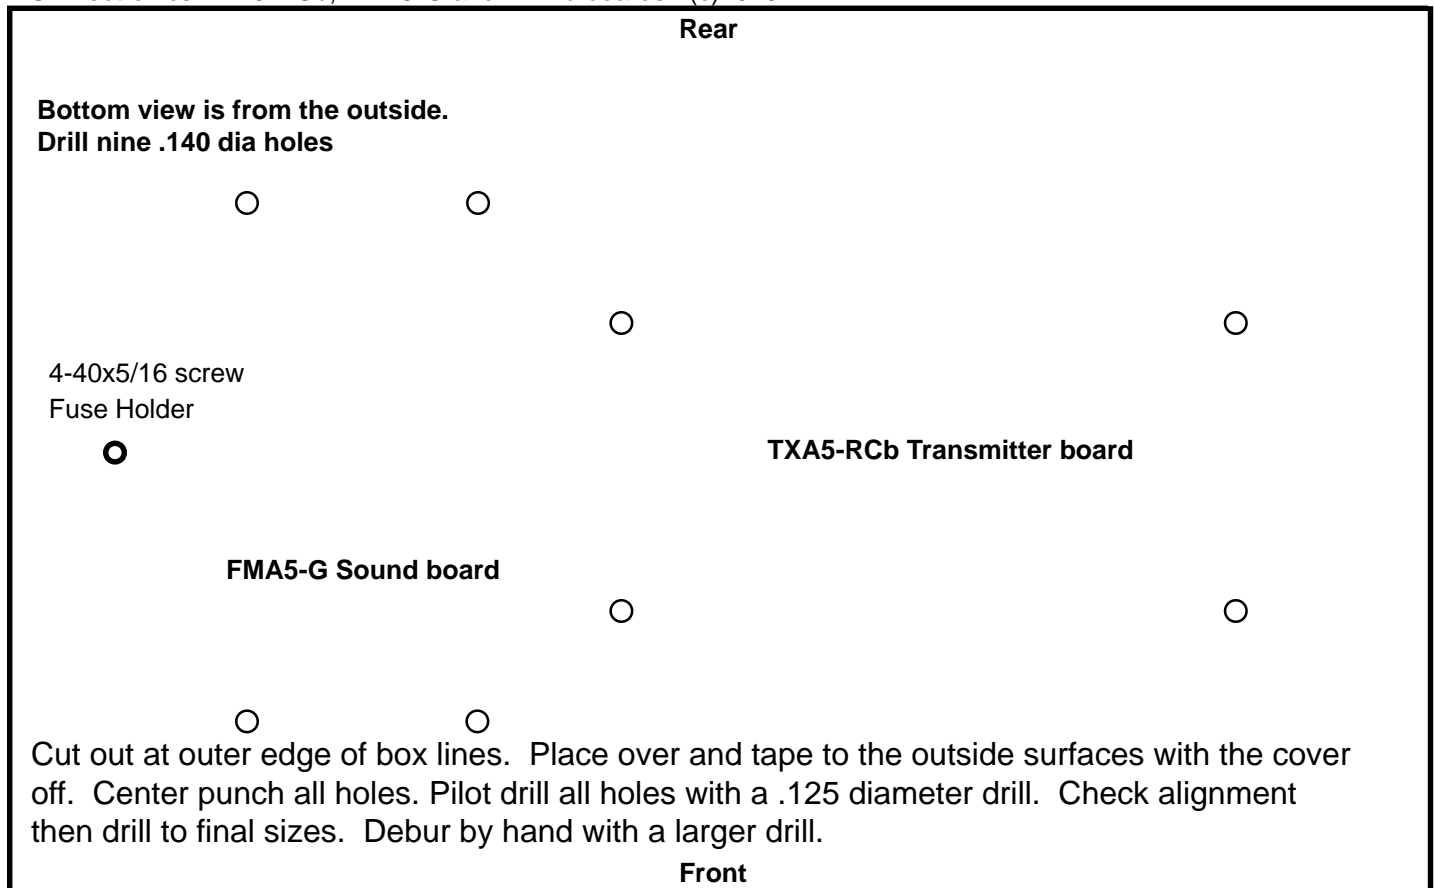 Rear
Bottom view is from the outside.
Drill nine .140 dia holes
4-40x5/16 screw
Fuse Holder
TXA5-RCb Transmitter board
FMA5-G Sound board
Cut out at outer edge of box lines.  Place over and tape to the outside surfaces with the cover
off.  Center punch all holes. Pilot drill all holes with a .125 diameter drill.  Check alignment
then drill to final sizes.  Debur by hand with a larger drill.
Front